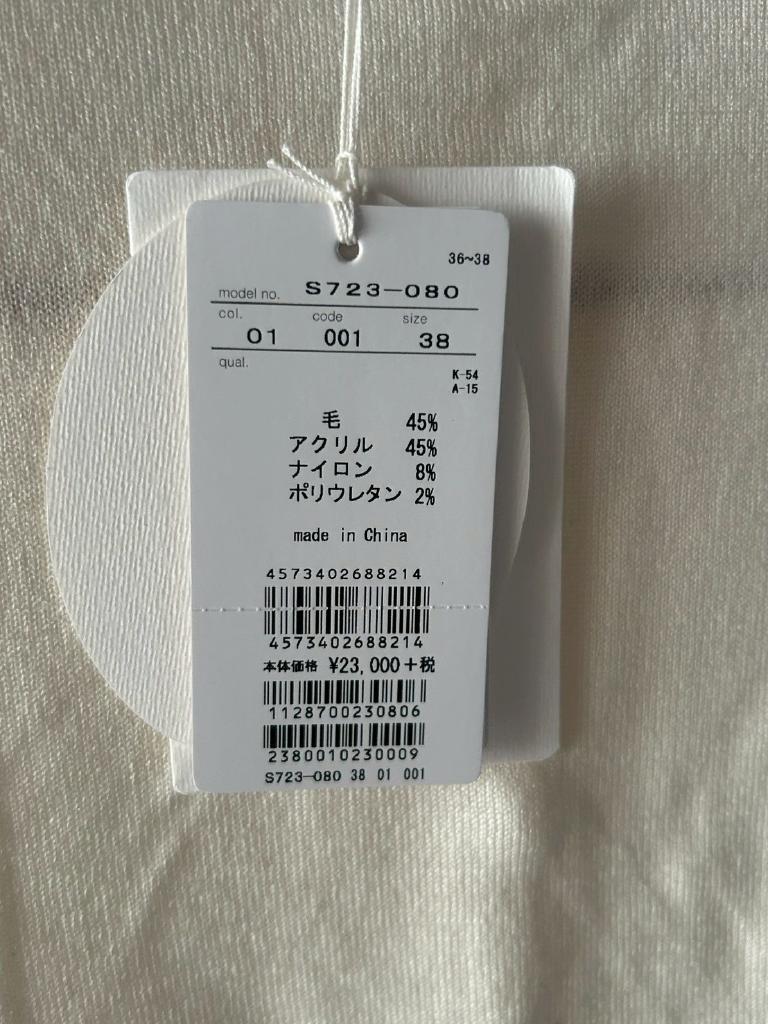 36~38
model no. S723-080
col. code size
01 001 38
qual.
K-54
A-15
毛 45%
アクリル 45%
ナイロン 8%
ポリウレタン 2%
made in China
4573402688214
4573402688214
本体価格 ¥23,000+税
1128700230806
2380010230009
S723-080 38 01 001